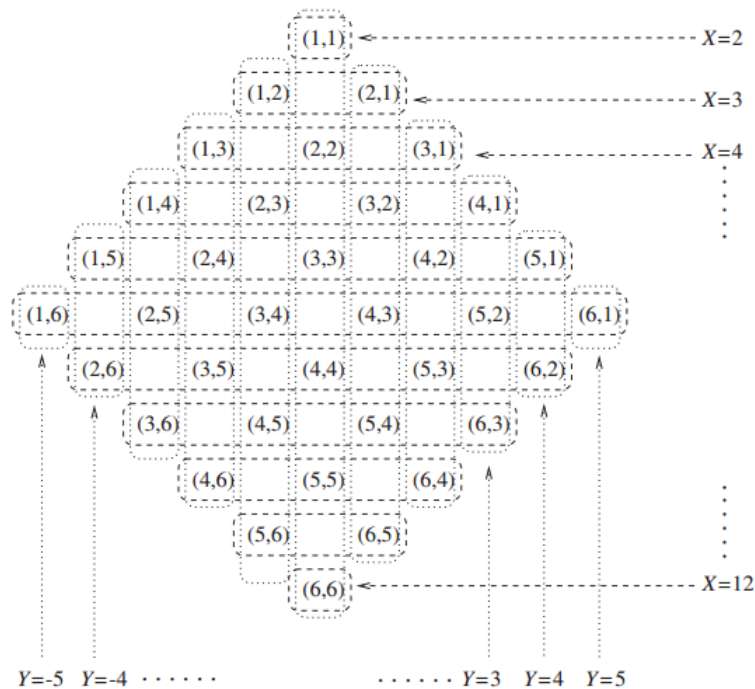 (1,1) X=2
(1,2) (2,1) X=3
(1,3) (2,2) (3,1) X=4
(1,4) (2,3) (3,2) (4,1)
(1,5) (2,4) (3,3) (4,2) (5,1)
(1,6) (2,5) (3,4) (4,3) (5,2) (6,1)
(2,6) (3,5) (4,4) (5,3) (6,2)
(3,6) (4,5) (5,4) (6,3)
(4,6) (5,5) (6,4)
(5,6) (6,5)
(6,6) X=12
Y=-5 Y=-4 · · · · · · · · · · · · Y=3 Y=4 Y=5